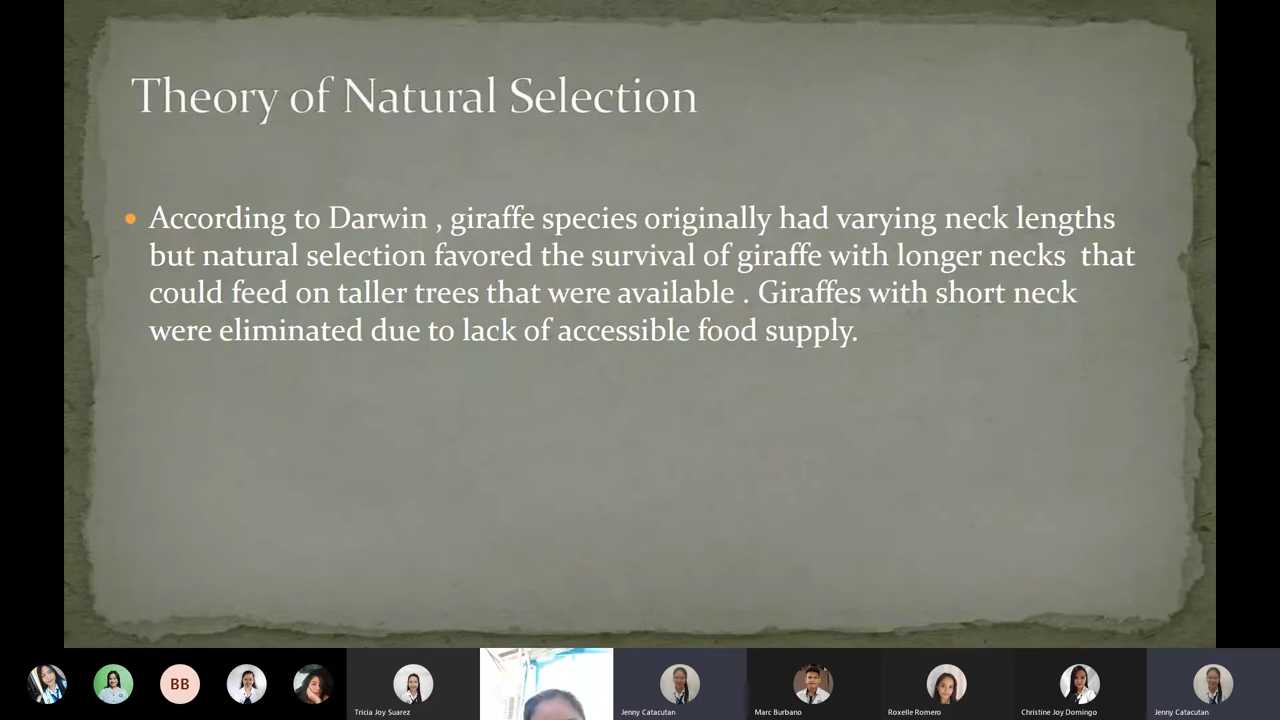 Theory of Natural Selection
According to Darwin , giraffe species originally had varying neck lengths
but natural selection favored the survival of giraffe with longer necks  that
could feed on taller trees that were available . Giraffes with short neck
were eliminated due to lack of accessible food supply.
BB
Tricia Joy Suarez
Jenny Catacutan
Marc Burbano
Roxelle Romero
Christine Joy Domingo
Jenny Catacutan